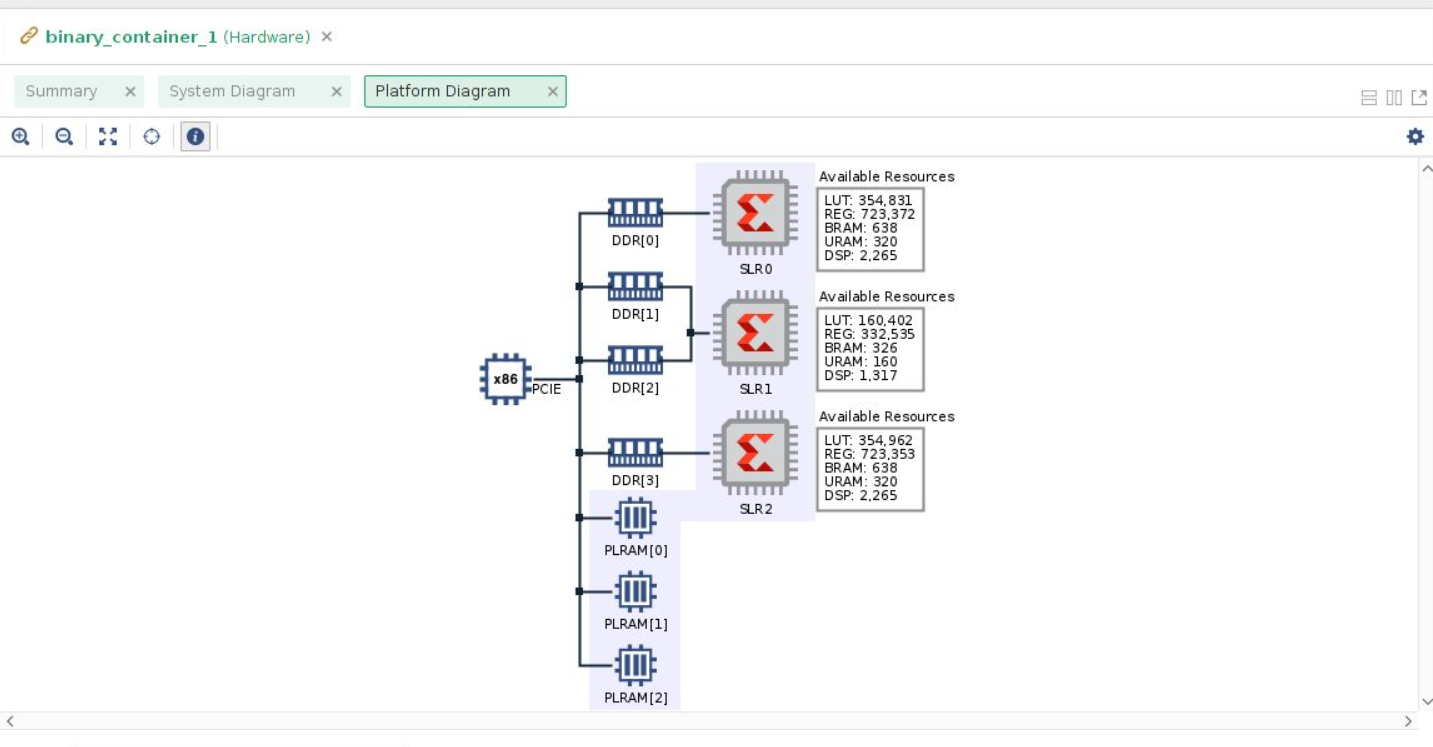 binary_container_1 (Hardware)
Summary
System Diagram
Platform Diagram
Available Resources
LUT: 354,831
REG: 723,372
BRAM: 638
URAM: 320
DSP: 2,265
DDR[0]
SLR0
Available Resources
LUT: 160,402
REG: 332,535
BRAM: 326
URAM: 160
DSP: 1,317
DDR[1]
DDR[2]
SLR1
x86
PCIE
Available Resources
LUT: 354,962
REG: 723,353
BRAM: 638
URAM: 320
DSP: 2,265
DDR[3]
SLR2
PLRAM[0]
PLRAM[1]
PLRAM[2]